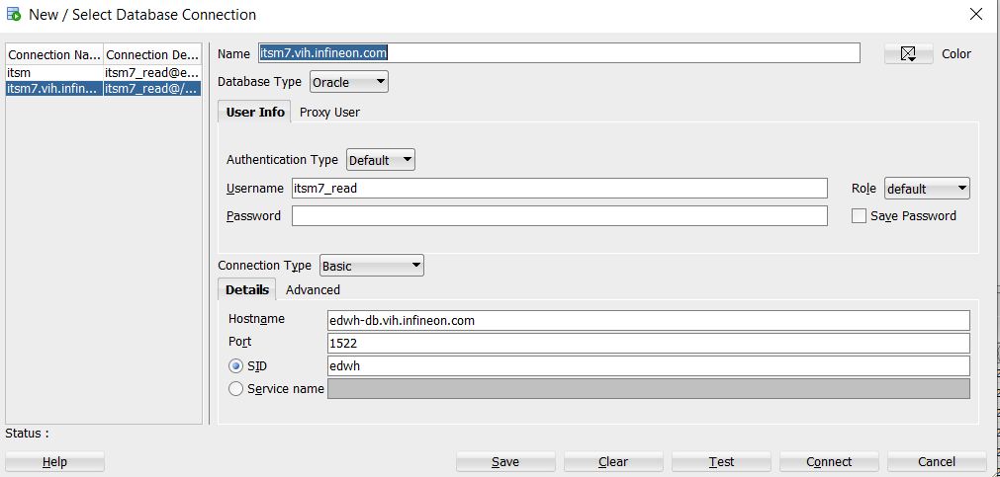 New / Select Database Connection
Connection Na... Connection De...
itsm itsm7_read@e...
itsm7.vih.infin... itsm7_read@/...
Name itsm7.vih.infineon.com Color
Database Type Oracle
User Info Proxy User
Authentication Type Default
Username itsm7_read Role default
Password Save Password
Connection Type Basic
Details Advanced
Hostname edwh-db.vih.infineon.com
Port 1522
SID edwh
Service name
Status :
Help Save Clear Test Connect Cancel